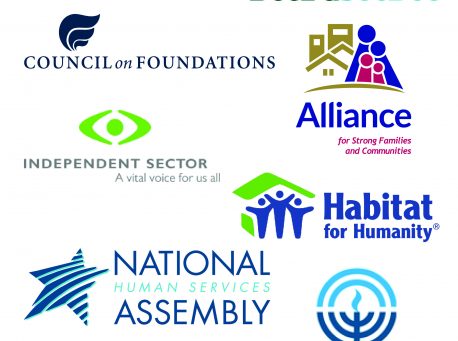 COUNCIL on FOUNDATIONS
Alliance
for Strong Families
and Communities
INDEPENDENT SECTOR
A vital voice for us all
Habitat
for Humanity®
NATIONAL
HUMAN SERVICES
ASSEMBLY